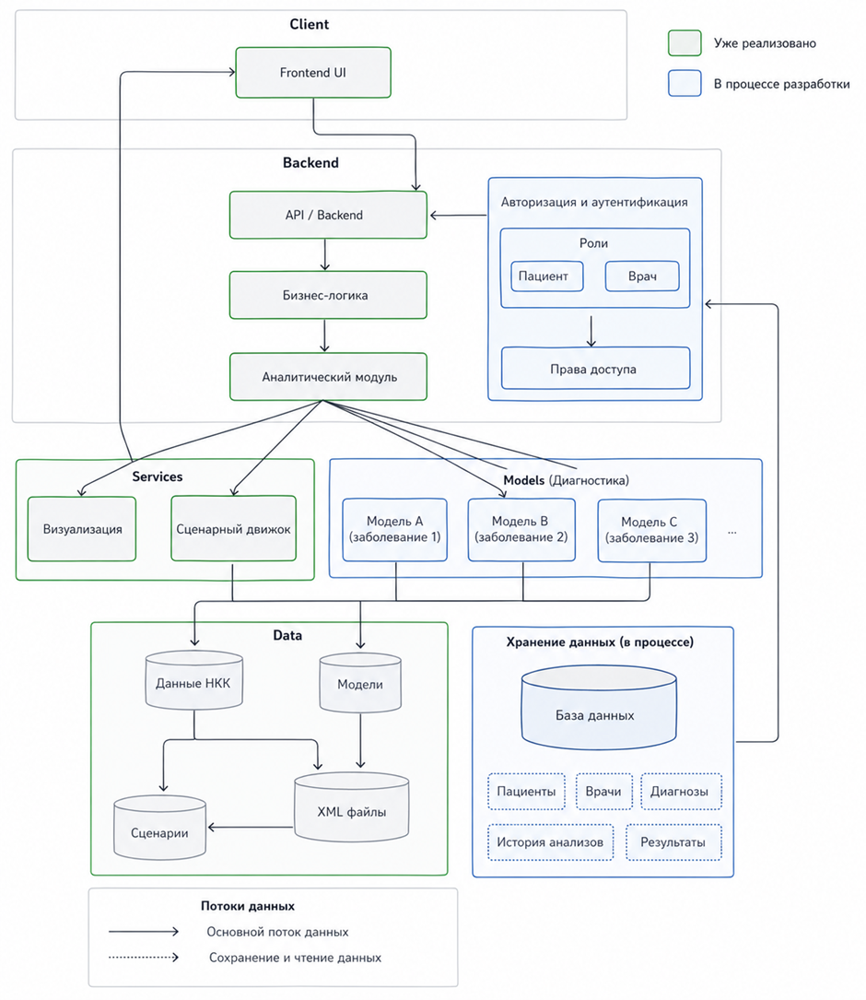 Client
Frontend UI
Уже реализовано
В процессе разработки
Backend
API / Backend
Бизнес-логика
Аналитический модуль
Авторизация и аутентификация
Роли
Пациент
Врач
Права доступа
Services
Визуализация
Сценарный движок
Models (Диагностика)
Модель A
(заболевание 1)
Модель B
(заболевание 2)
Модель C
(заболевание 3)
...
Data
Данные НКК
Модели
Сценарии
XML файлы
Хранение данных (в процессе)
База данных
Пациенты
Врачи
Диагнозы
История анализов
Результаты
Потоки данных
Основной поток данных
Сохранение и чтение данных